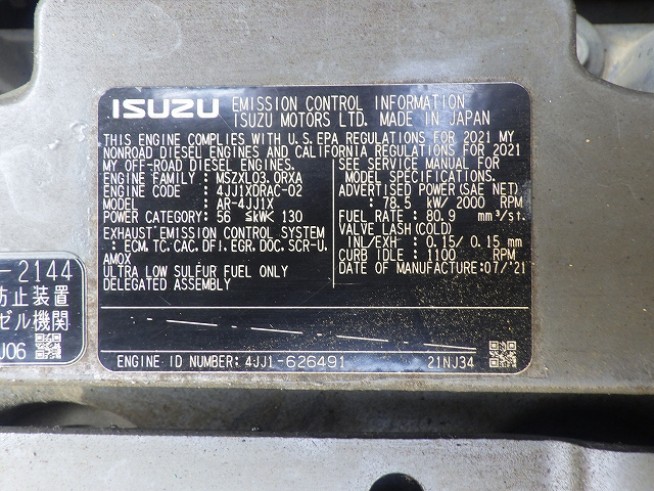 ISUZU EMISSION CONTROL INFORMATION
ISUZU MOTORS LTD. MADE IN JAPAN
THIS ENGINE COMPLIES WITH U.S. EPA REGULATIONS FOR 2021 MY
NONROAD DIESEL ENGINES AND CALIFORNIA REGULATIONS FOR 2021
MY OFF-ROAD DIESEL ENGINES.
ENGINE FAMILY : MSZXL03.0RXA
ENGINE CODE : 4JJ1XDRAC-02
MODEL : AR-4JJ1X
POWER CATEGORY : 56 ≤kW< 130
EXHAUST EMISSION CONTROL SYSTEM
: ECM, TC, CAC, DFI, EGR, DOC, SCR-U,
AMOX
ULTRA LOW SULFUR FUEL ONLY
DELEGATED ASSEMBLY
SEE SERVICE MANUAL FOR
MODEL SPECIFICATIONS.
ADVERTISED POWER(SAE NET)
: 78.5 kW/ 2000 RPM
FUEL RATE : 80.9 mm³/st.
VALVE LASH (COLD)
INL/EXH : 0.15/ 0.15 mm
CURB IDLE : 1100 RPM
DATE OF MANUFACTURE:07/'21
ENGINE ID NUMBER: 4JJ1-626491 21NJ34
-2144
防止装置
ゼル機関
J06